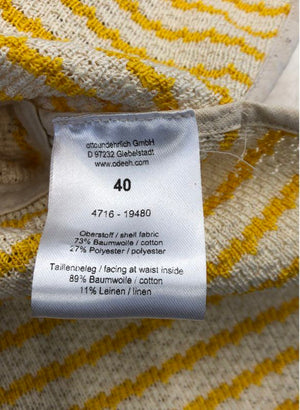 ottoundehrlich GmbH
D 97232 Giebelstadt
www.odeeh.com
40
4716 - 19480
Oberstoff / shell fabric
73% Baumwolle / cotton
27% Polyester / polyester
Taillenbeleg / facing at waist inside
89% Baumwolle / cotton
11% Leinen / linen